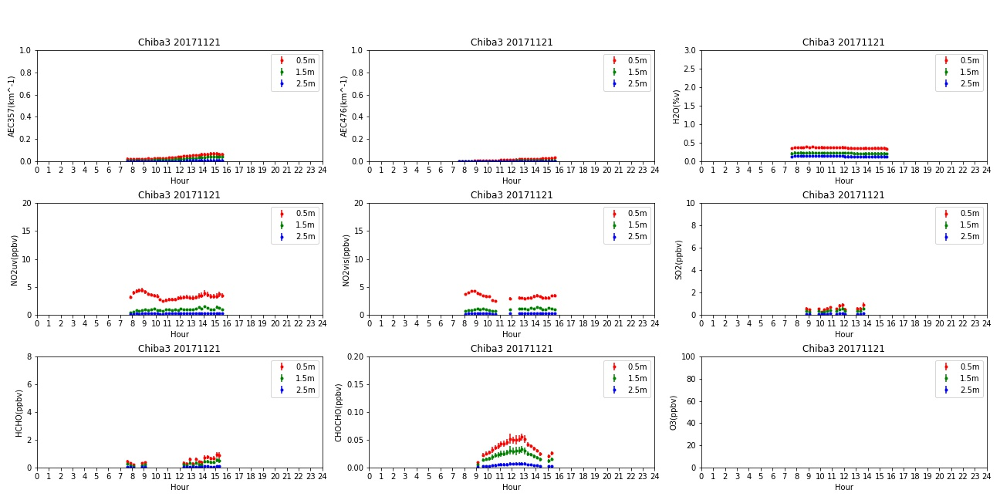 Chiba3 20171121 Chiba3 20171121 Chiba3 20171121
AEC357(km^-1)
1.0
0.8
0.6
0.4
0.2
0.0
0.5m
1.5m
2.5m
0 1 2 3 4 5 6 7 8 9 10 11 12 13 14 15 16 17 18 19 20 21 22 23 24
Hour
AEC476(km^-1)
1.0
0.8
0.6
0.4
0.2
0.0
0.5m
1.5m
2.5m
0 1 2 3 4 5 6 7 8 9 10 11 12 13 14 15 16 17 18 19 20 21 22 23 24
Hour
H2O(%v)
3.0
2.5
2.0
1.5
1.0
0.5
0.0
0.5m
1.5m
2.5m
0 1 2 3 4 5 6 7 8 9 10 11 12 13 14 15 16 17 18 19 20 21 22 23 24
Hour
Chiba3 20171121 Chiba3 20171121 Chiba3 20171121
NO2uv(ppbv)
20
15
10
5
0
0.5m
1.5m
2.5m
0 1 2 3 4 5 6 7 8 9 10 11 12 13 14 15 16 17 18 19 20 21 22 23 24
Hour
NO2vis(ppbv)
20
15
10
5
0
0.5m
1.5m
2.5m
0 1 2 3 4 5 6 7 8 9 10 11 12 13 14 15 16 17 18 19 20 21 22 23 24
Hour
SO2(ppbv)
10
8
6
4
2
0
0.5m
1.5m
2.5m
0 1 2 3 4 5 6 7 8 9 10 11 12 13 14 15 16 17 18 19 20 21 22 23 24
Hour
Chiba3 20171121 Chiba3 20171121 Chiba3 20171121
HCHO(ppbv)
8
6
4
2
0
0.5m
1.5m
2.5m
0 1 2 3 4 5 6 7 8 9 10 11 12 13 14 15 16 17 18 19 20 21 22 23 24
Hour
CHOCHO(ppbv)
0.20
0.15
0.10
0.05
0.00
0.5m
1.5m
2.5m
0 1 2 3 4 5 6 7 8 9 10 11 12 13 14 15 16 17 18 19 20 21 22 23 24
Hour
O3(ppbv)
100
80
60
40
20
0
0.5m
1.5m
2.5m
0 1 2 3 4 5 6 7 8 9 10 11 12 13 14 15 16 17 18 19 20 21 22 23 24
Hour